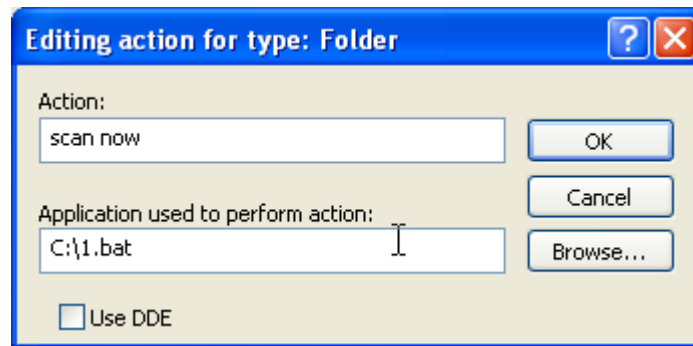 Editing action for type: Folder
Action:
scan now
OK
Cancel
Application used to perform action:
C:\1.bat
Browse...
Use DDE